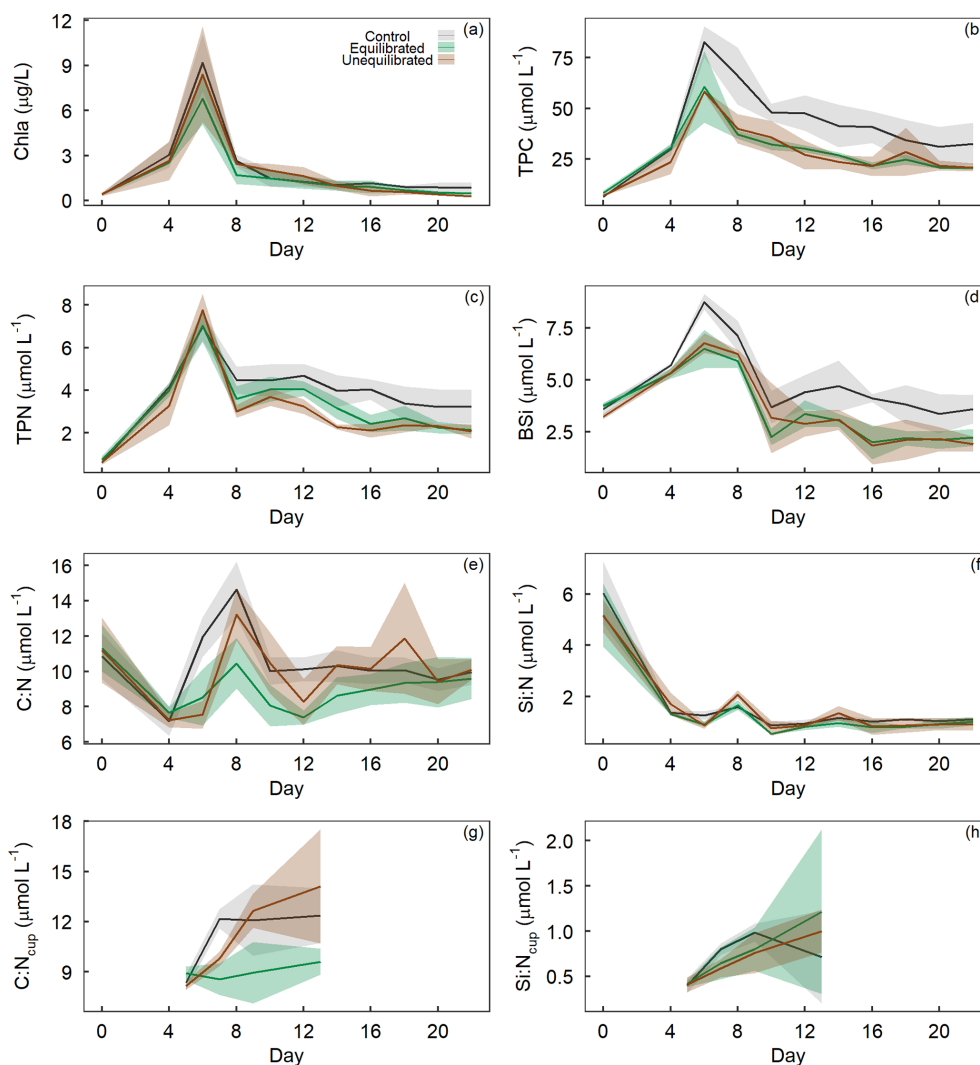 (a)
Control
Equilibrated
Unequilibrated
Chla (µg/L)
12
9
6
3
0
0 4 8 12 16 20
Day
(b)
TPC (µmol L⁻¹)
75
50
25
0 4 8 12 16 20
Day
(c)
TPN (µmol L⁻¹)
8
6
4
2
0 4 8 12 16 20
Day
(d)
BSi (µmol L⁻¹)
7.5
5.0
2.5
0 4 8 12 16 20
Day
(e)
C:N (µmol L⁻¹)
16
14
12
10
8
6
0 4 8 12 16 20
Day
(f)
Si:N (µmol L⁻¹)
6
4
2
0 4 8 12 16 20
Day
(g)
C:Ncup (µmol L⁻¹)
18
15
12
9
0 4 8 12 16 20
Day
(h)
Si:Ncup (µmol L⁻¹)
2.0
1.5
1.0
0.5
0 4 8 12 16 20
Day